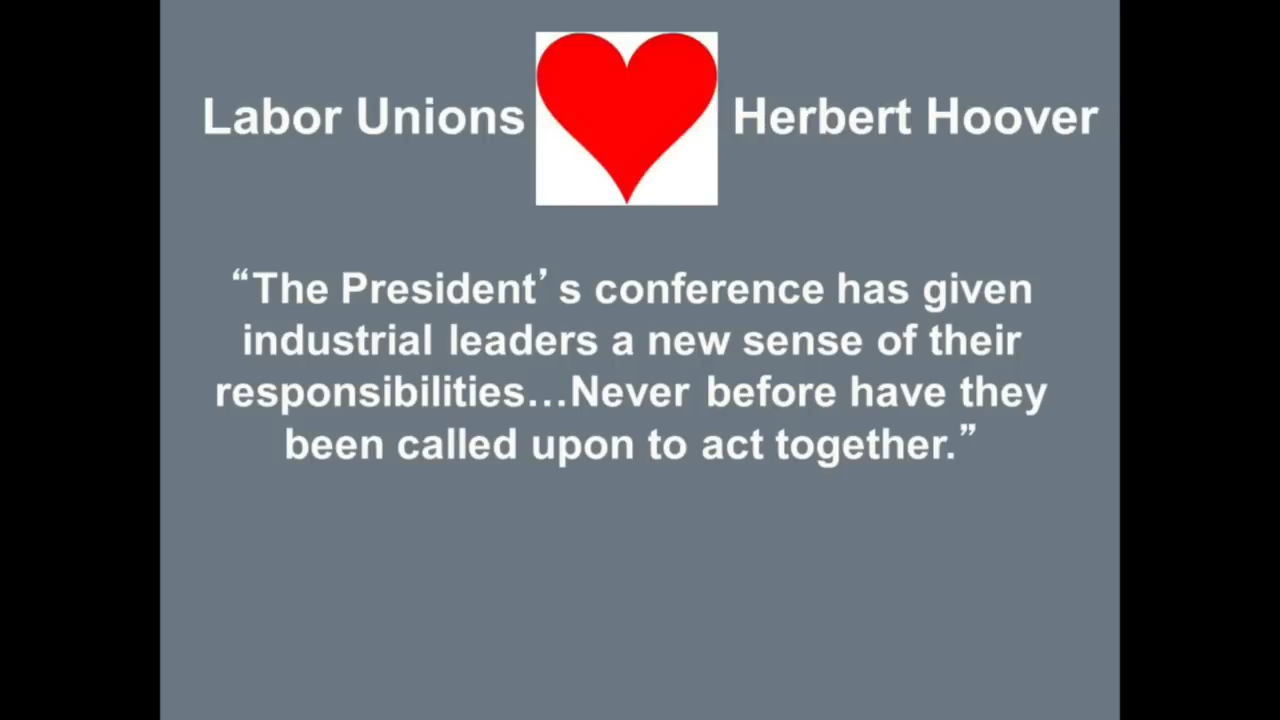 Labor Unions Herbert Hoover
“The President’s conference has given
industrial leaders a new sense of their
responsibilities…Never before have they
been called upon to act together.”